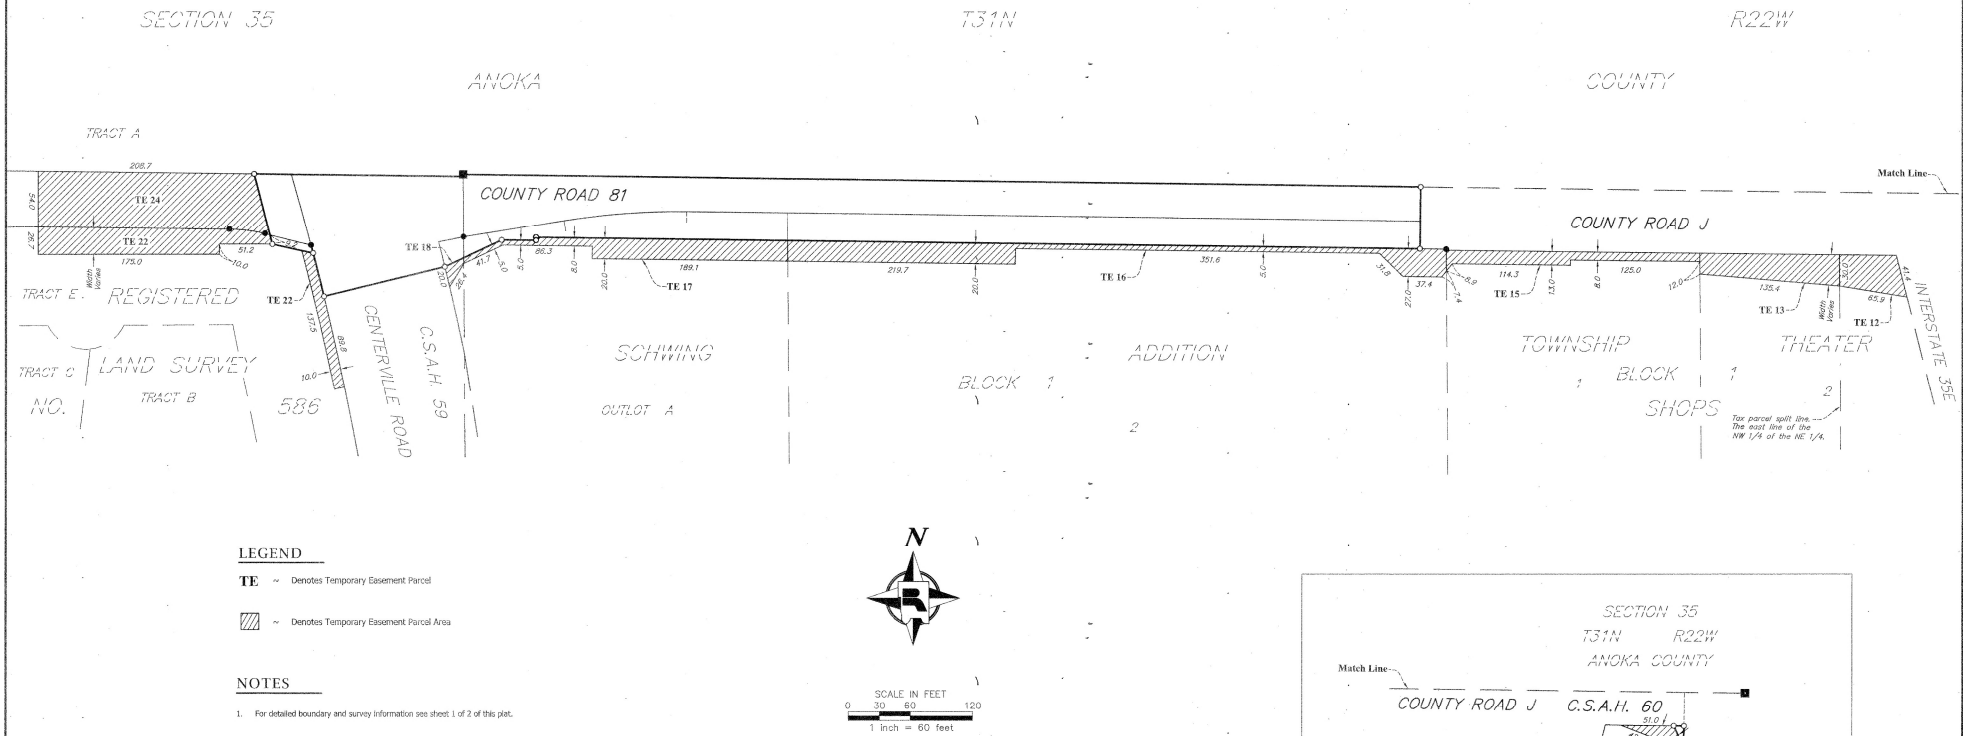 SECTION 35 T31N R22W
ANOKA COUNTY
TRACT A
208.7
Match Line
COUNTY ROAD 81
COUNTY ROAD J
54.0
TE 24
26.7
TE 22
51.2
9.2
10.0
175.0
Width Varies
TE 18
20.0
26.4
41.7
5.0
5.0
86.3
8.0
20.0
189.1
TE 17
219.7
20.0
TE 16
351.6
5.0
31.8
27.0
37.4
6.9
7.4
114.3
TE 15
13.0
8.0
125.0
12.0
135.4
TE 13
Width Varies
30.0
65.9
TE 12
41.4
INTERSTATE 35E
TRACT E
REGISTERED
TE 22
137.5
89.8
10.0
CENTERVILLE ROAD
C.S.A.H. 59
SCHWING
ADDITION
TOWNSHIP
THEATER
TRACT C
LAND SURVEY
TRACT B
NO.
586
OUTLOT A
BLOCK 1
2
1
BLOCK 1
2
SHOPS
Tax parcel split line.
The east line of the
NW 1/4 of the NE 1/4.
LEGEND
TE ~ Denotes Temporary Easement Parcel
~ Denotes Temporary Easement Parcel Area
NOTES
1. For detailed boundary and survey information see sheet 1 of 2 of this plat.
N
R
SCALE IN FEET
0 30 60 120
1 inch = 60 feet
SECTION 35
T31N R22W
ANOKA COUNTY
Match Line
COUNTY ROAD J C.S.A.H. 60
51.0